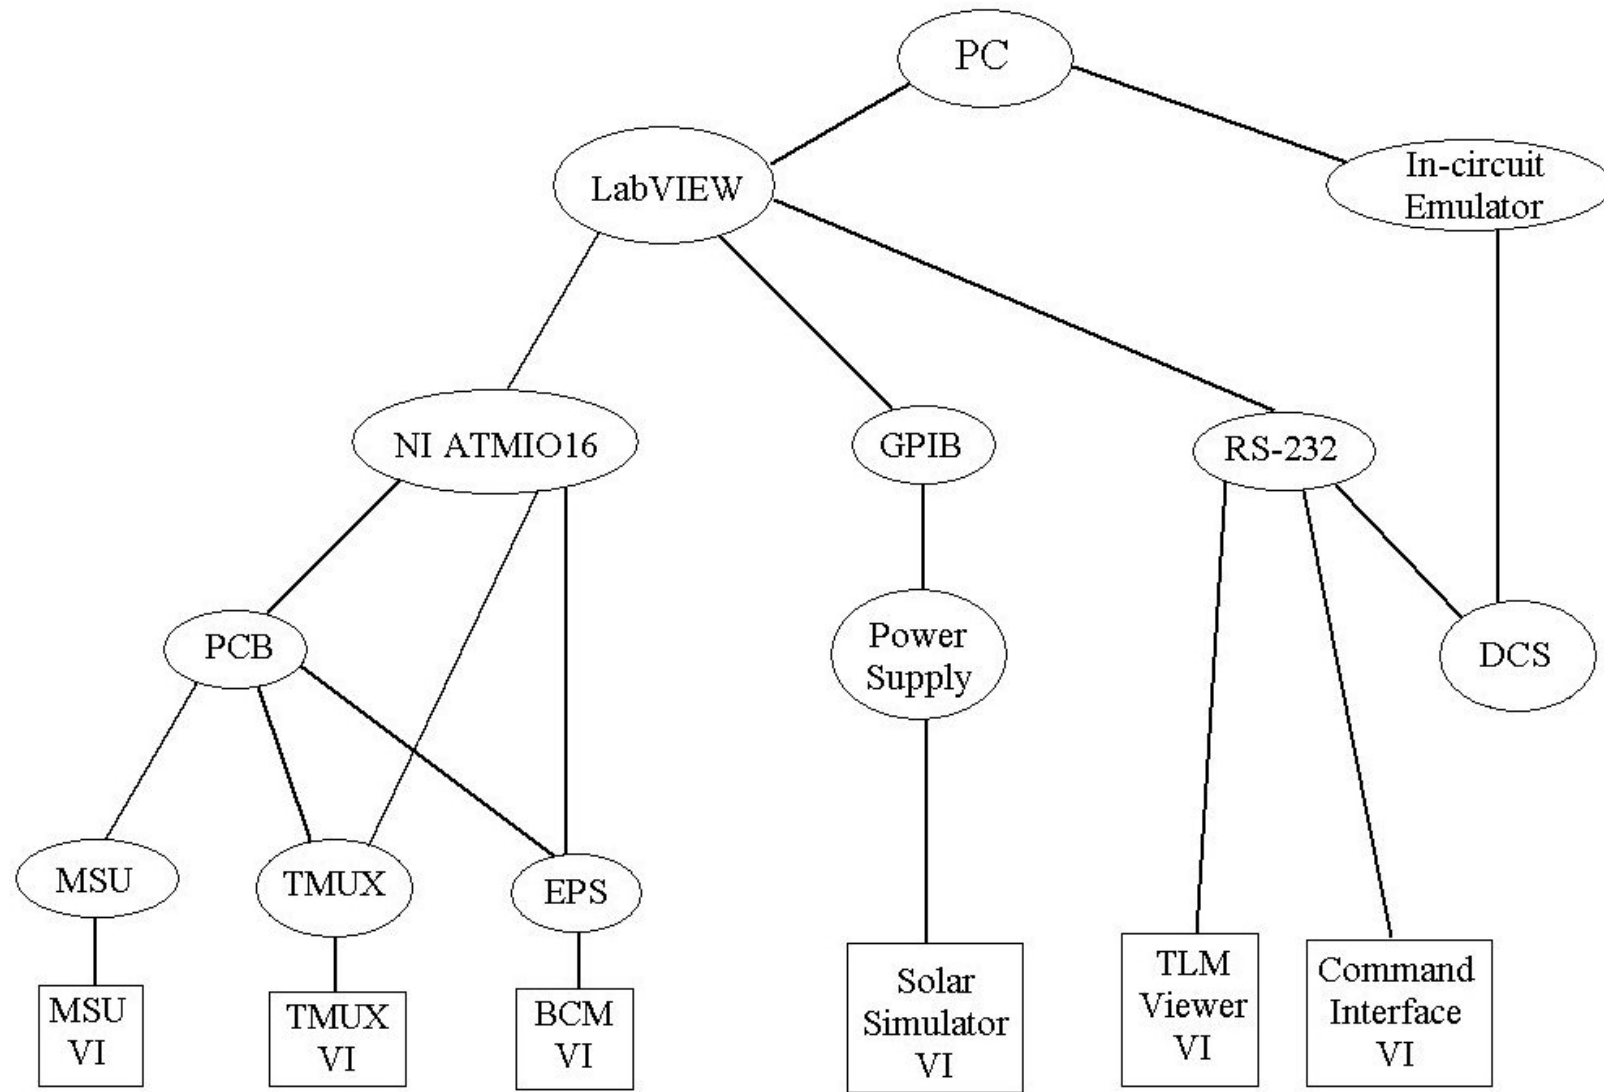 PC
LabVIEW
In-circuit
Emulator
NI ATMIO16
GPIB
RS-232
PCB
Power
Supply
DCS
MSU
TMUX
EPS
MSU
VI
TMUX
VI
BCM
VI
Solar
Simulator
VI
TLM
Viewer
VI
Command
Interface
VI